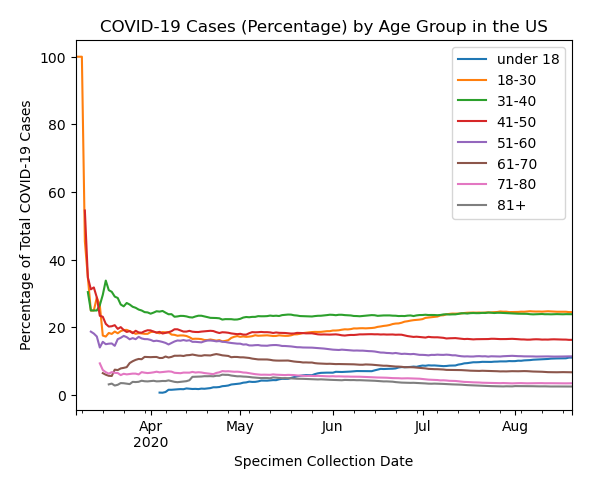 COVID-19 Cases (Percentage) by Age Group in the US
Percentage of Total COVID-19 Cases
100
80
60
40
20
0
under 18
18-30
31-40
41-50
51-60
61-70
71-80
81+
Apr
2020
May
Jun
Jul
Aug
Specimen Collection Date